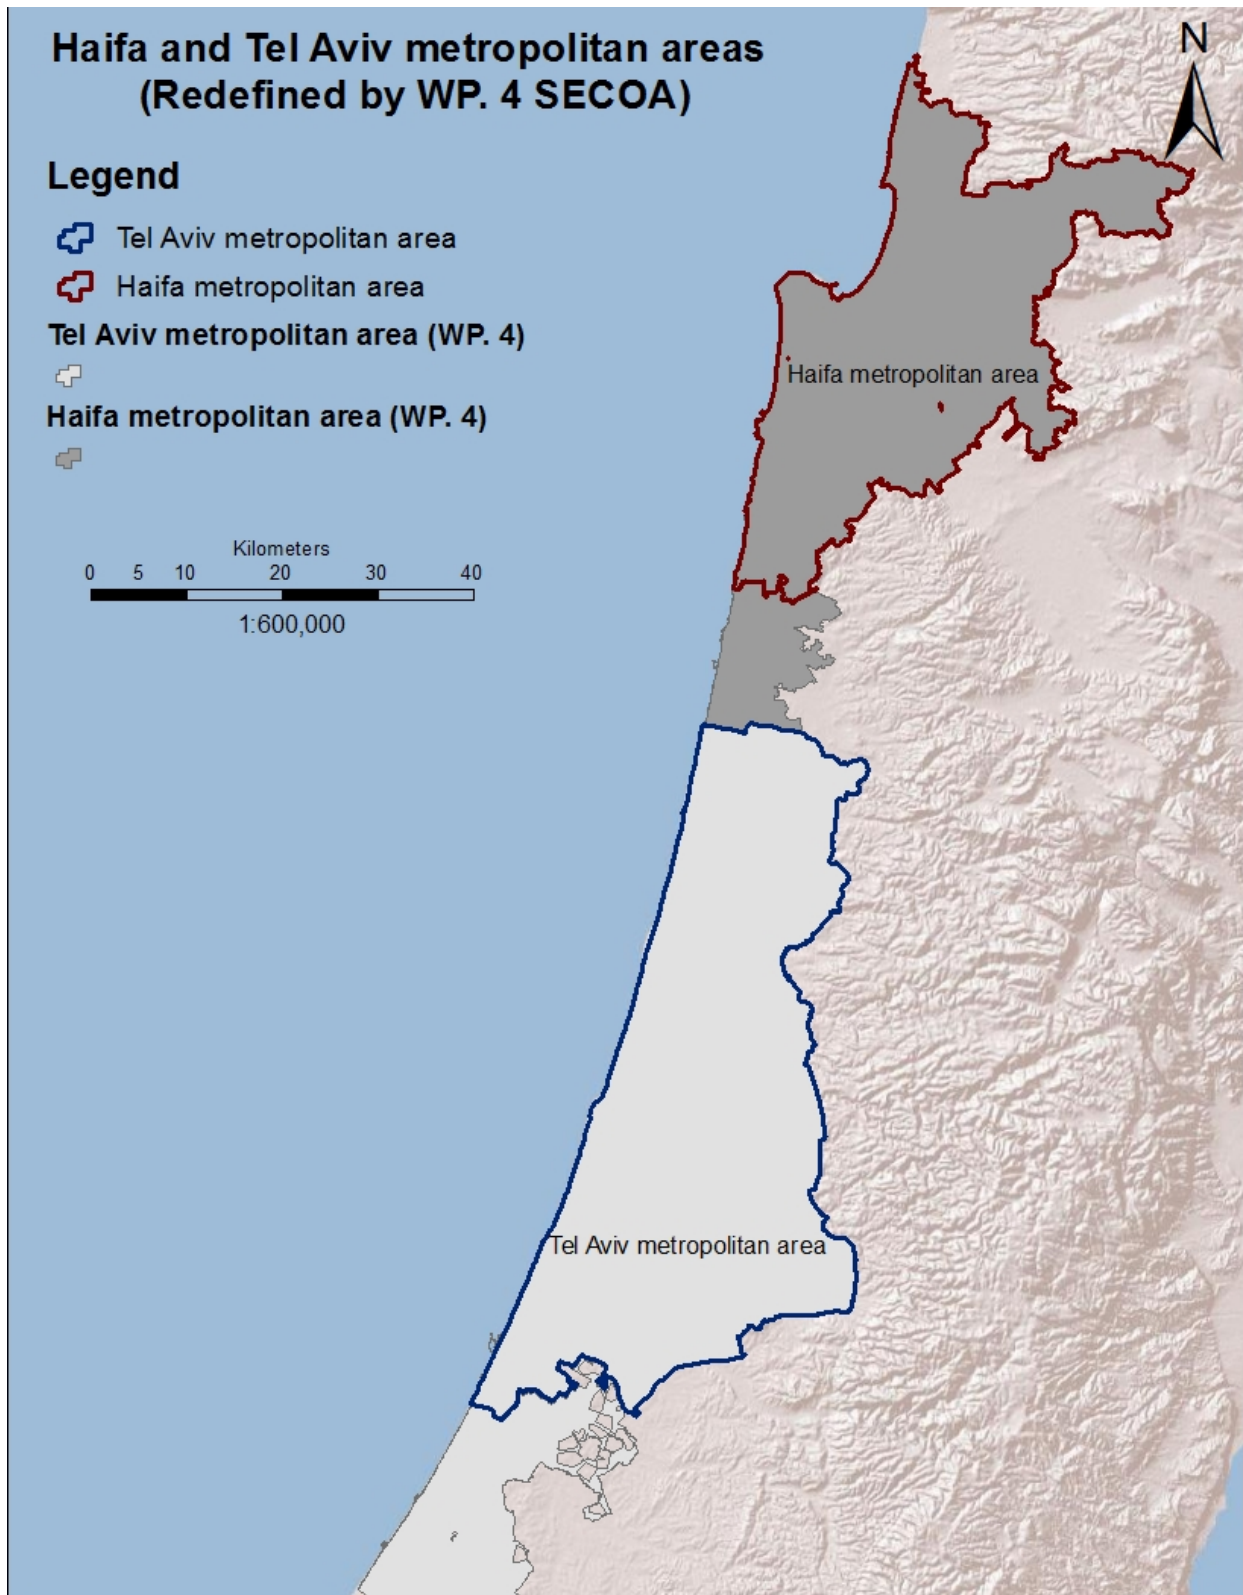 Haifa and Tel Aviv metropolitan areas
(Redefined by WP. 4 SECOA)
N
Legend
Tel Aviv metropolitan area
Haifa metropolitan area
Tel Aviv metropolitan area (WP. 4)
Haifa metropolitan area (WP. 4)
Kilometers
0 5 10 20 30 40
1:600,000
Haifa metropolitan area
Tel Aviv metropolitan area